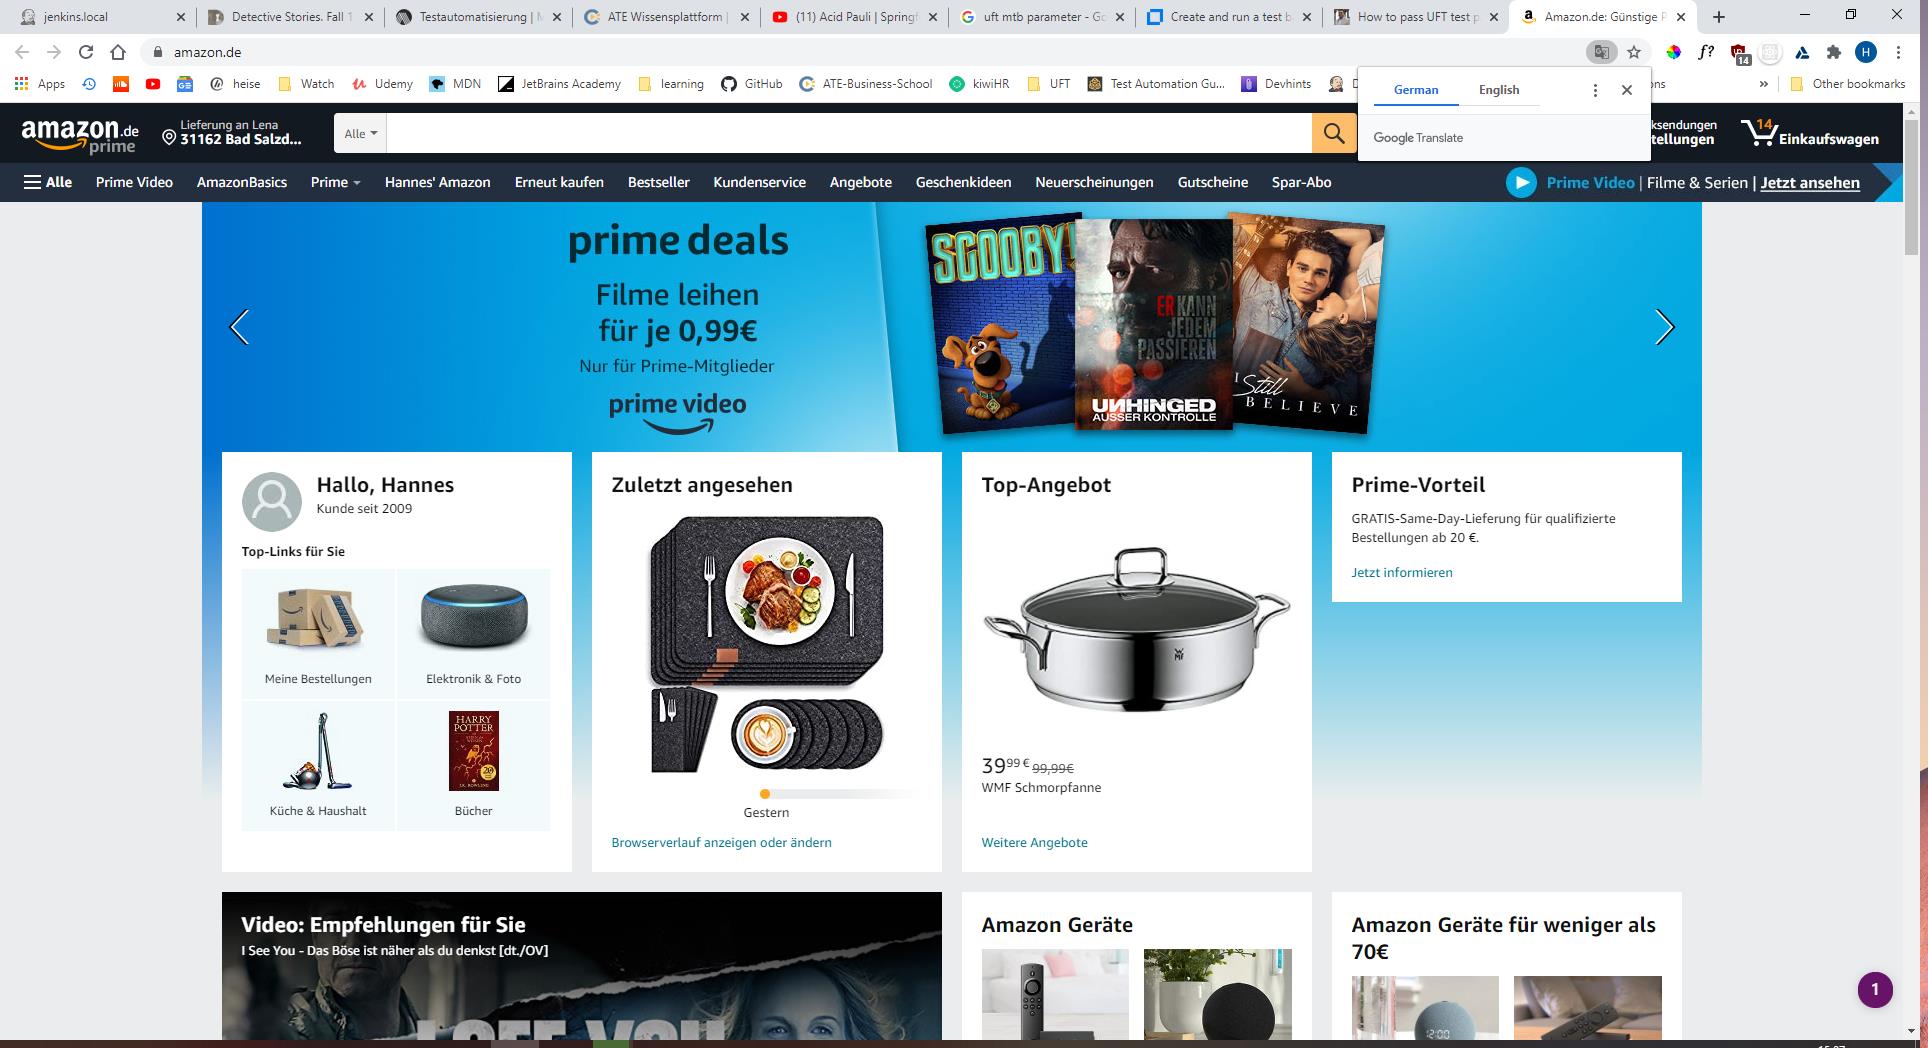 jenkins.local
Detective Stories. Fall 1
Testautomatisierung |
ATE Wissensplattform |
(11) Acid Pauli | Spring
uft mtb parameter - Go
Create and run a test b
How to pass UFT test p
Amazon.de: Günstige P
amazon.de
14
H
Apps
heise
Watch
Udemy
MDN
JetBrains Academy
learning
GitHub
ATE-Business-School
kiwiHR
UFT
Test Automation Gu...
Devhints
D
ons
»
Other bookmarks
German
English
Google Translate
amazon.de
prime
Lieferung an Lena
31162 Bad Salzd...
Alle
ksendungen
tellungen
14
Einkaufswagen
Alle
Prime Video
AmazonBasics
Prime
Hannes' Amazon
Erneut kaufen
Bestseller
Kundenservice
Angebote
Geschenkideen
Neuerscheinungen
Gutscheine
Spar-Abo
Prime Video | Filme & Serien | Jetzt ansehen
prime deals
Filme leihen
für je 0,99€
Nur für Prime-Mitglieder
prime video
SCOOBY!
ER KANN
JEDEM
PASSIEREN
UNHINGED
AUSSER KONTROLLE
I Still
BELIEVE
Hallo, Hannes
Kunde seit 2009
Top-Links für Sie
Meine Bestellungen
Elektronik & Foto
HARRY
POTTER
Küche & Haushalt
Bücher
Zuletzt angesehen
Gestern
Browserverlauf anzeigen oder ändern
Top-Angebot
WMF
39,99 € 99,99€
WMF Schmorpfanne
Weitere Angebote
Prime-Vorteil
GRATIS-Same-Day-Lieferung für qualifizierte
Bestellungen ab 20 €.
Jetzt informieren
Video: Empfehlungen für Sie
I See You - Das Böse ist näher als du denkst [dt./OV]
Amazon Geräte
Amazon Geräte für weniger als
70€
12:00
1